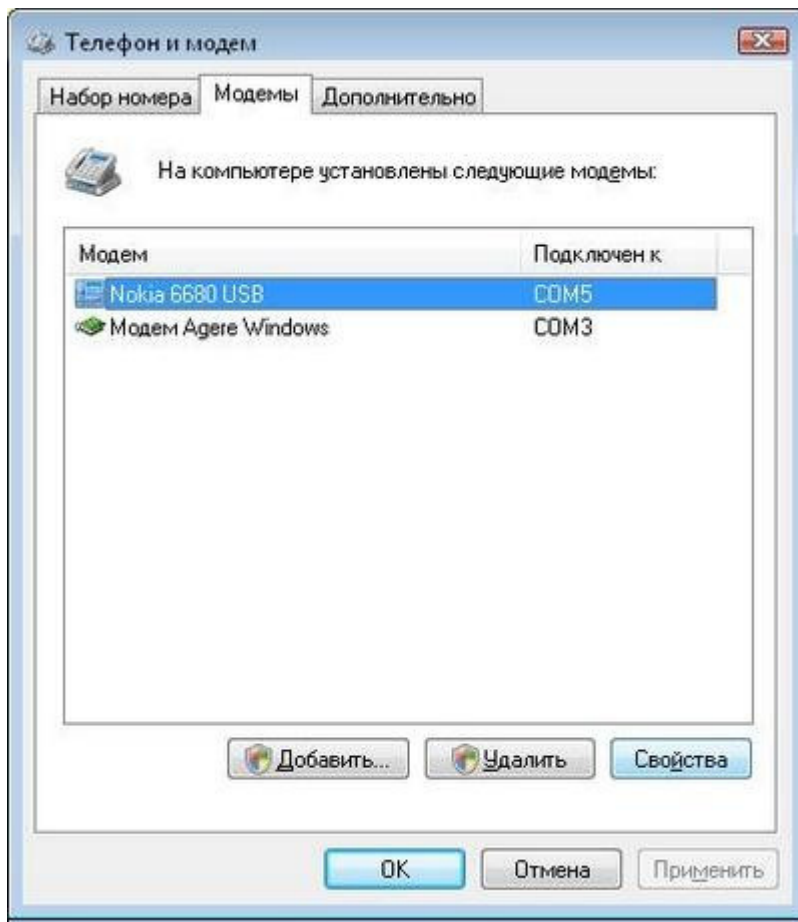 Телефон и модем
Набор номера Модемы Дополнительно
На компьютере установлены следующие модемы:
Модем Подключен к
Nokia 6680 USB COM5
Модем Agere Windows COM3
Добавить... Удалить Свойства
OK Отмена Применить